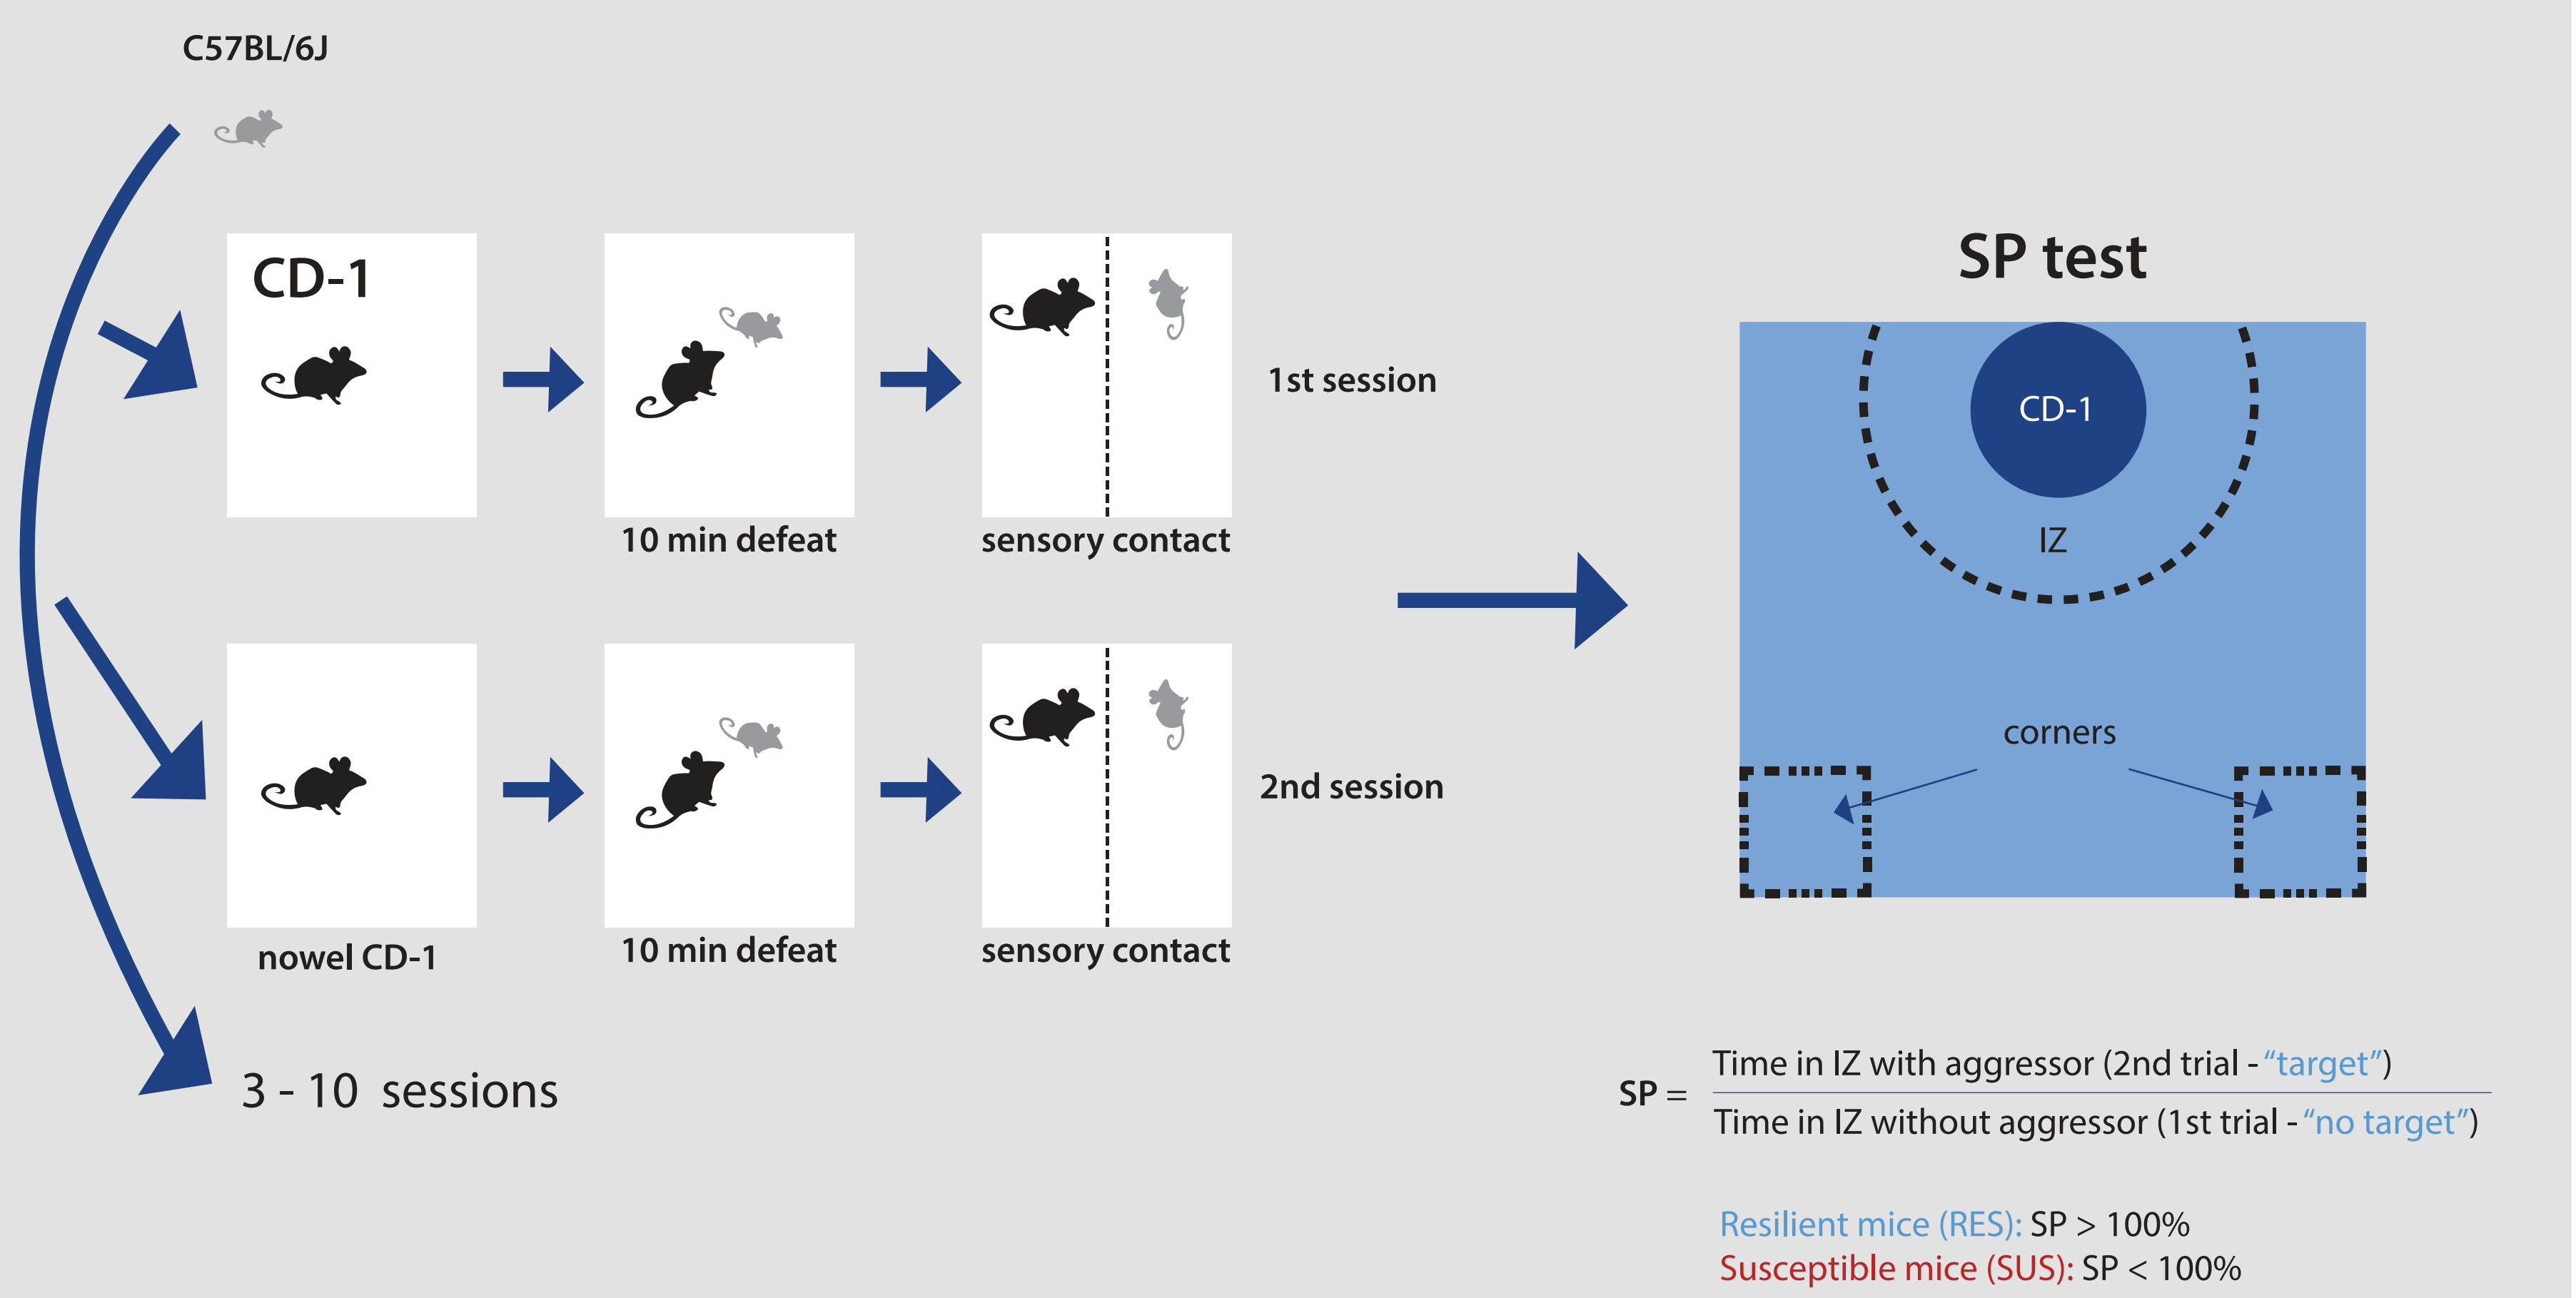 C57BL/6J
CD-1
10 min defeat
sensory contact
1st session
nowel CD-1
10 min defeat
sensory contact
2nd session
3 - 10 sessions
SP test
CD-1
IZ
corners
SP = Time in IZ with aggressor (2nd trial - “target”)
Time in IZ without aggressor (1st trial - “no target”)
Resilient mice (RES): SP > 100%
Susceptible mice (SUS): SP < 100%